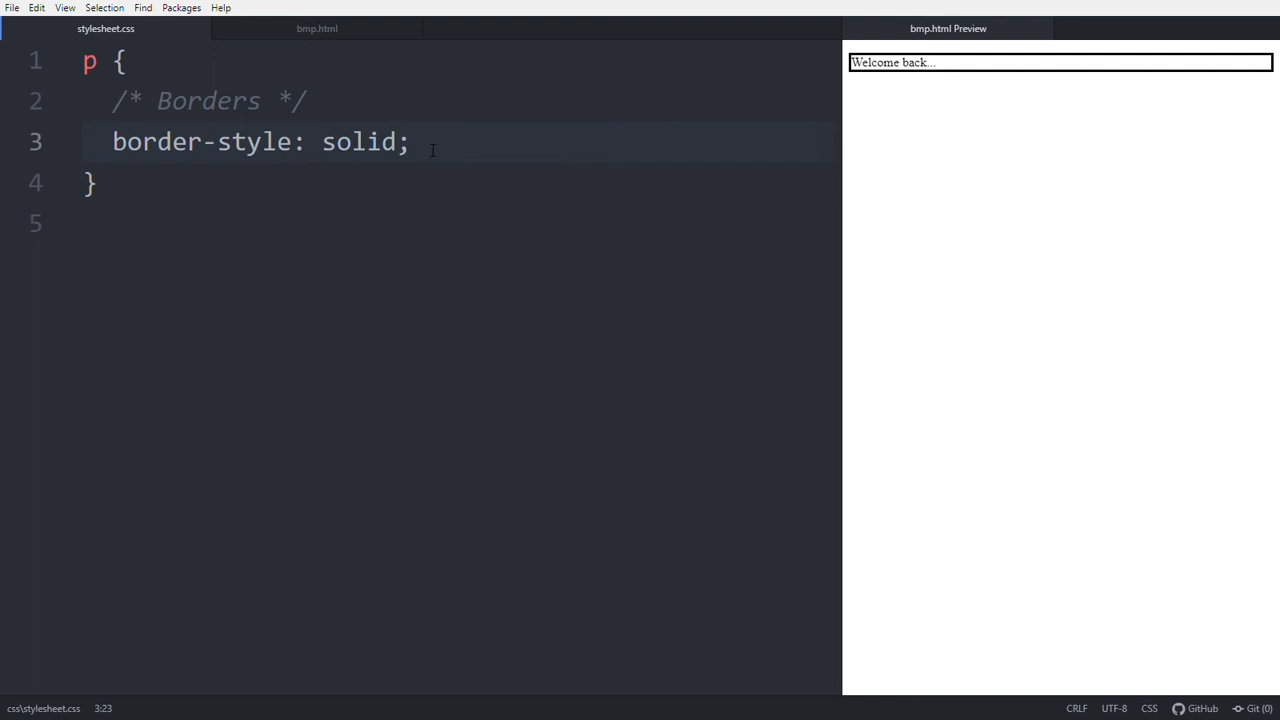 File Edit View Selection Find Packages Help
stylesheet.css bmp.html bmp.html Preview
1 p {
2 /* Borders */
3 border-style: solid;
4 }
5
Welcome back...
css\stylesheet.css 3:23 CRLF UTF-8 CSS GitHub Git (0)